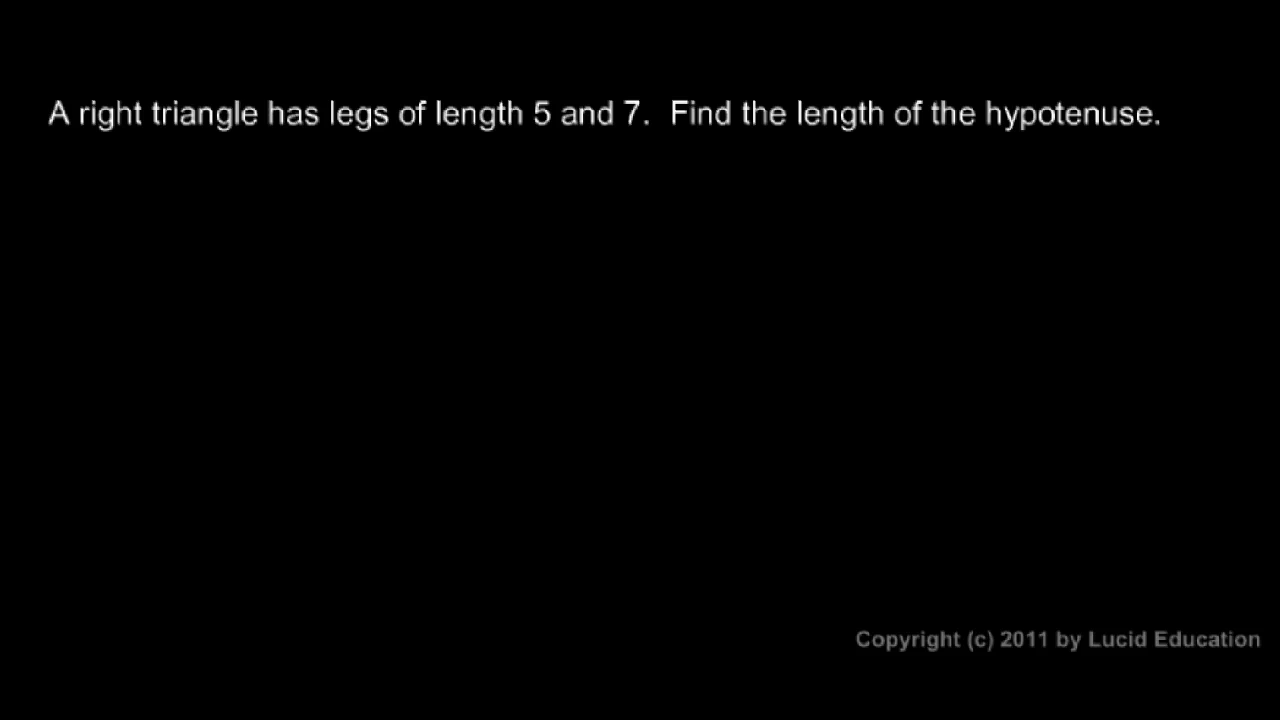 A right triangle has legs of length 5 and 7.  Find the length of the hypotenuse.
Copyright (c) 2011 by Lucid Education